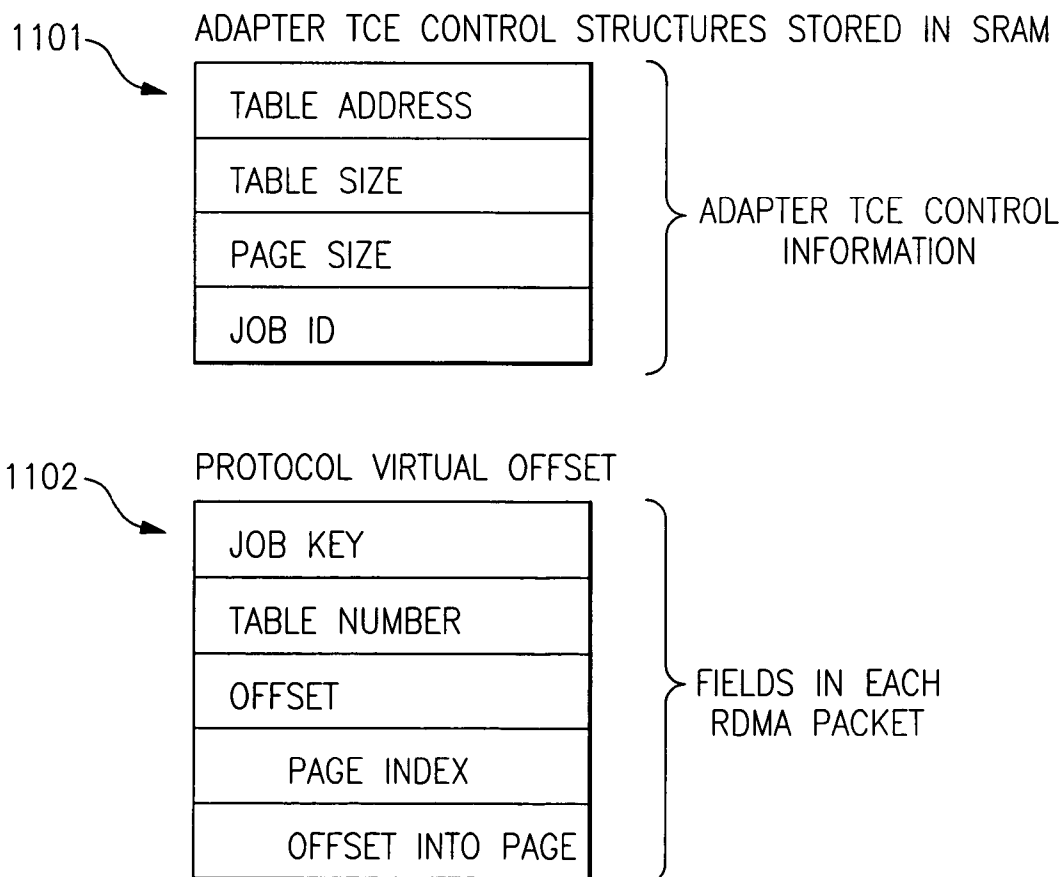 1101
ADAPTER TCE CONTROL STRUCTURES STORED IN SRAM
TABLE ADDRESS
TABLE SIZE
PAGE SIZE
JOB ID
ADAPTER TCE CONTROL
INFORMATION
1102
PROTOCOL VIRTUAL OFFSET
JOB KEY
TABLE NUMBER
OFFSET
PAGE INDEX
OFFSET INTO PAGE
FIELDS IN EACH
RDMA PACKET